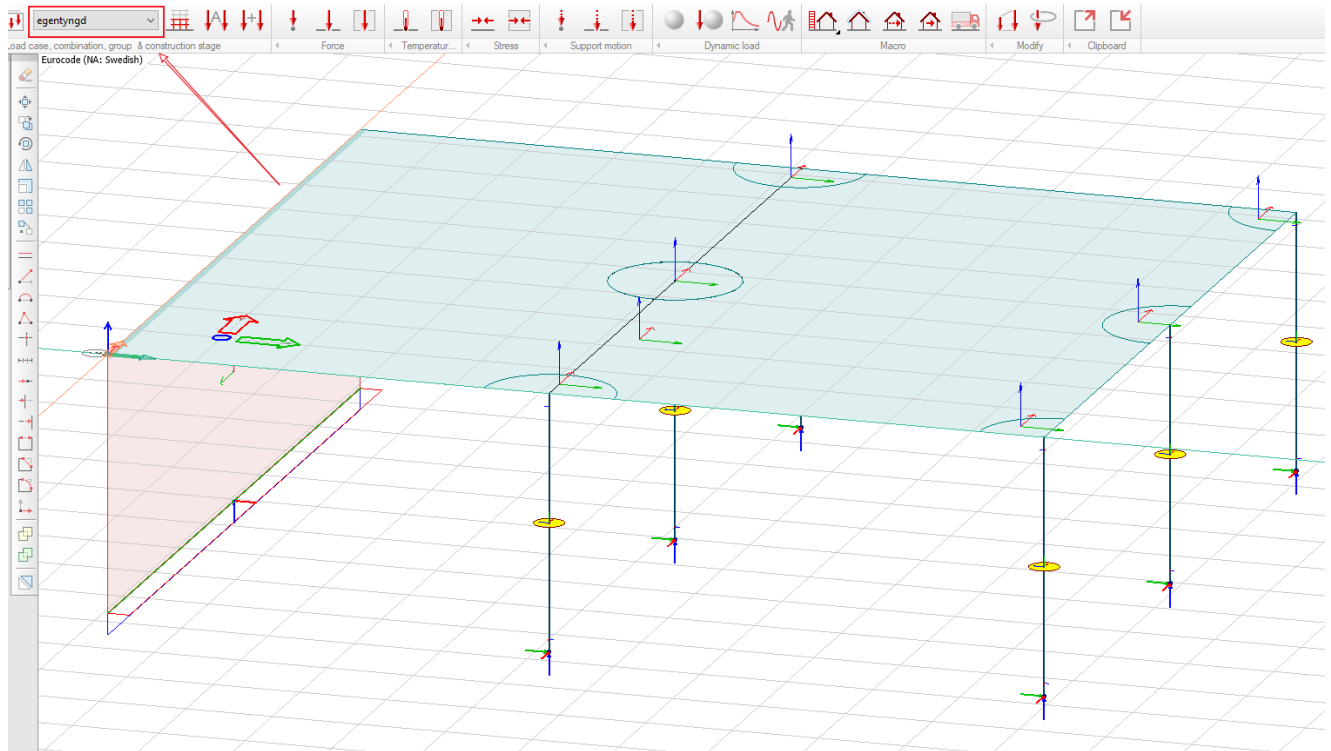 egentyngd
A
Load case, combination, group & construction stage
Force
Temperatur...
Stress
Support motion
Dynamic load
Macro
Modify
Clipboard
Eurocode (NA: Swedish)